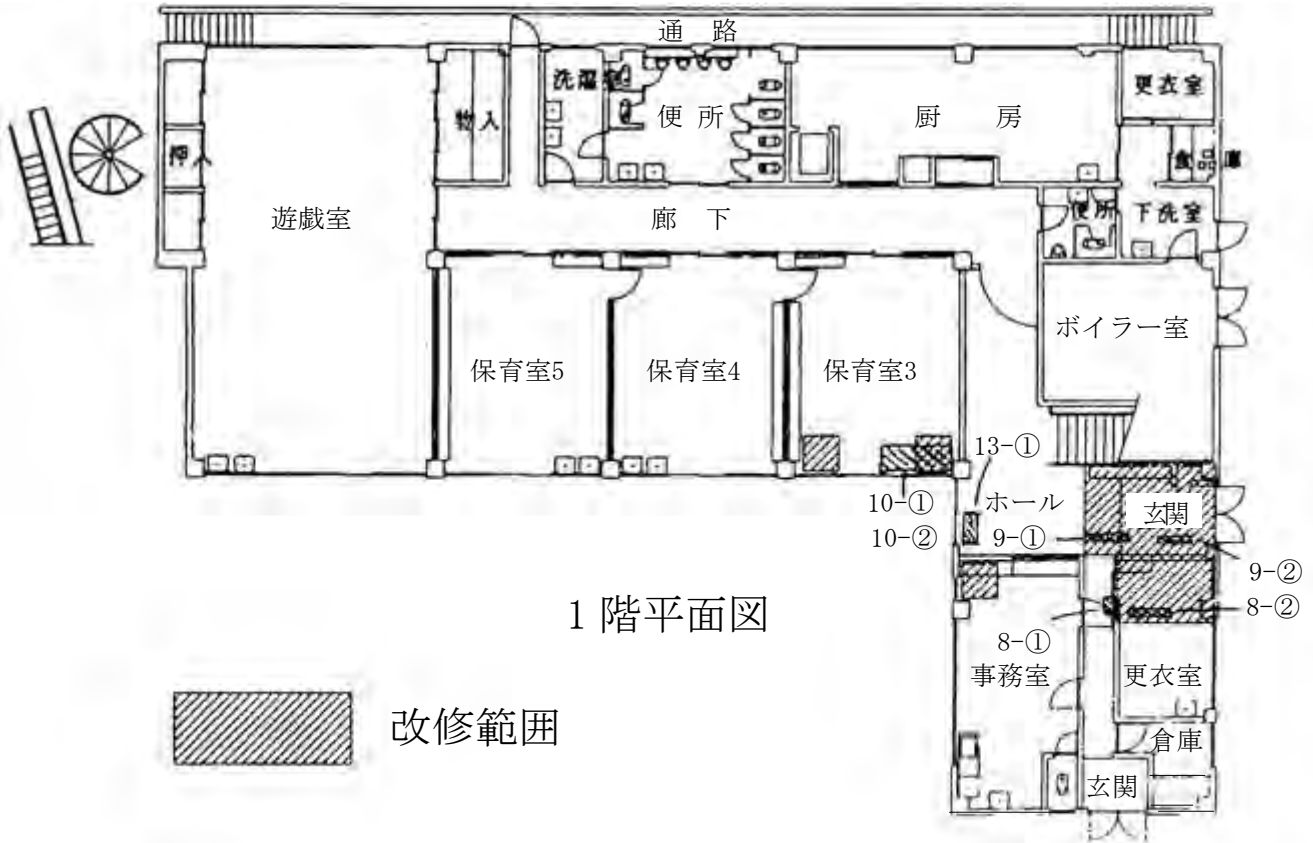 通路
更衣室
洗濯室
便所
厨房
物入
押入
食品庫
遊戯室
廊下
便所
下洗室
ボイラー室
保育室5
保育室4
保育室3
13-①
10-①
ホール
玄関
10-②
9-①
9-②
1階平面図
8-②
8-①
事務室
更衣室
改修範囲
倉庫
玄関